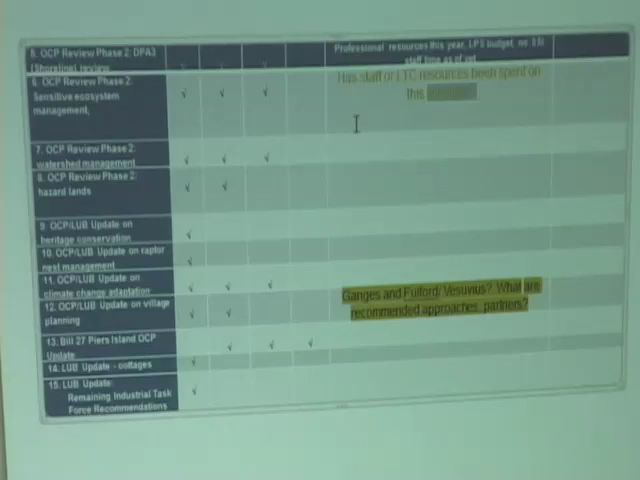 5. OCP Review Phase 2: DPA3
(Shoreline) review
Professional resources this year, LPS budget, no
staff time as of yet
6. OCP Review Phase 2:
Sensitive ecosystem
management,
√ √ √
Has staff or LTC resources been spent on
this
7. OCP Review Phase 2:
watershed management
√ √ √
8. OCP Review Phase 2:
hazard lands
√ √
9. OCP/LUB Update on
heritage conservation
√
10. OCP/LUB Update on raptor
nest management
√
11. OCP/LUB Update on
climate change adaptation
√ √ √
12. OCP/LUB Update on village
planning
√ √
Ganges and Fulford/ Vesuvius? What are
recommended approaches, partners?
13. Bill 27 Piers Island OCP
Update
√ √ √
14. LUB Update - cottages
√
15. LUB Update:
Remaining Industrial Task
Force Recommendations
√